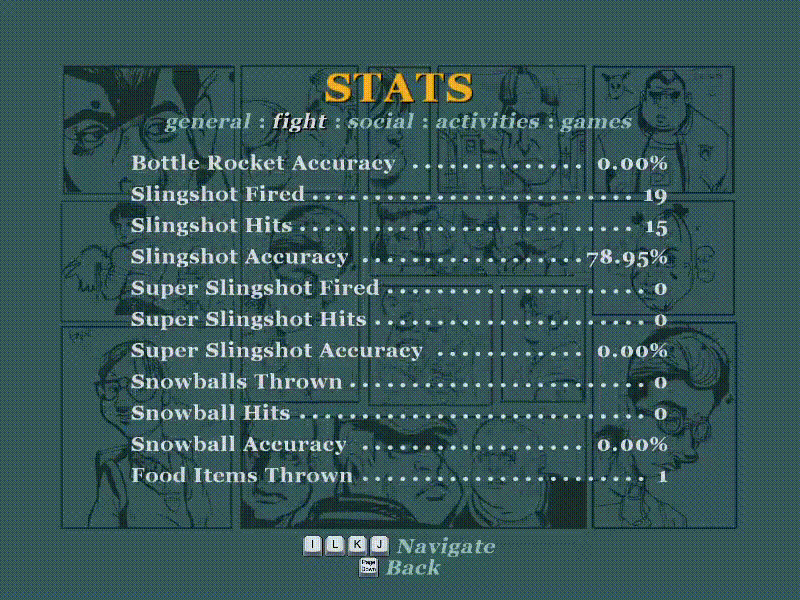 STATS
general : fight : social : activities : games
Bottle Rocket Accuracy .............. 0.00%
Slingshot Fired .......................... 19
Slingshot Hits ........................... 15
Slingshot Accuracy .................. 78.95%
Super Slingshot Fired ..................... 0
Super Slingshot Hits ...................... 0
Super Slingshot Accuracy ............ 0.00%
Snowballs Thrown ....................... 0
Snowball Hits ............................ 0
Snowball Accuracy .................. 0.00%
Food Items Thrown ...................... 1
I L K J Navigate
Page Down Back